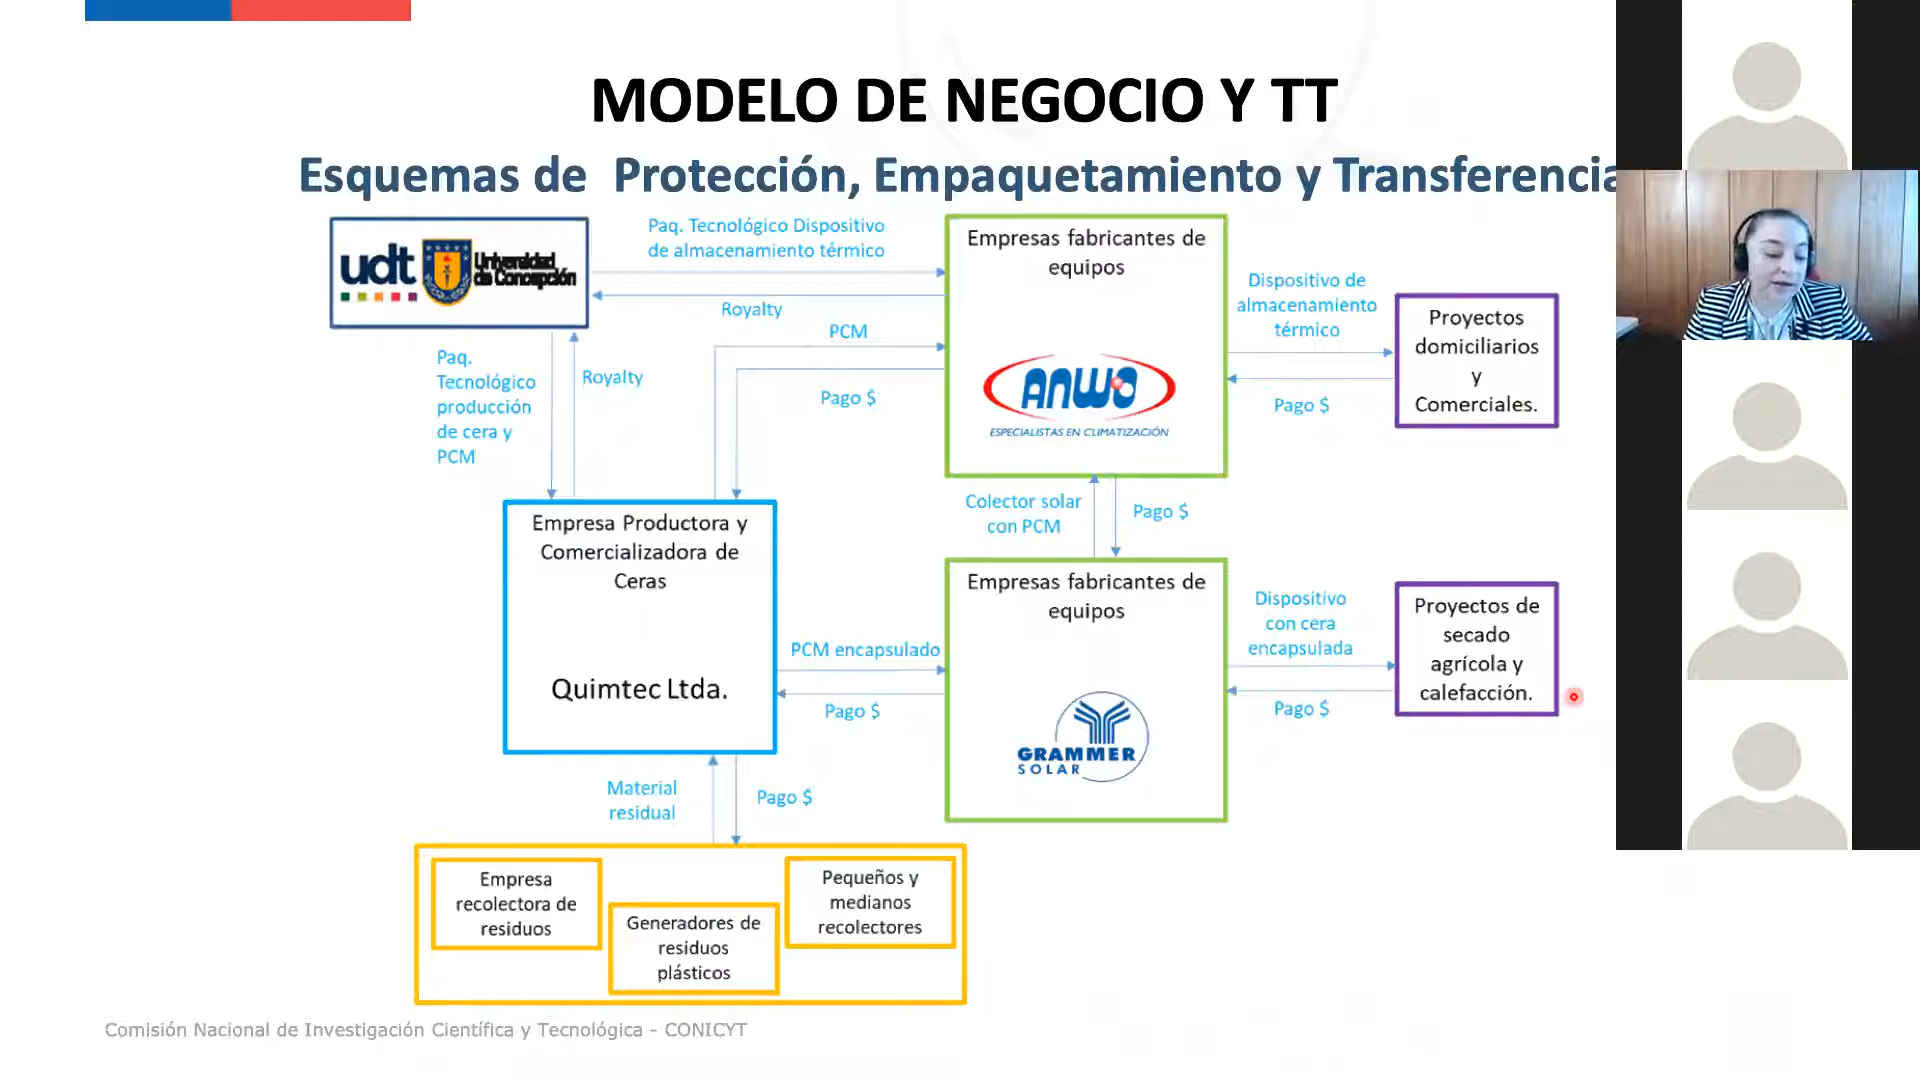 MODELO DE NEGOCIO Y TT
Esquemas de Protección, Empaquetamiento y Transferencia
udt
Universidad
de Concepción
Paq. Tecnológico Dispositivo
de almacenamiento térmico
Royalty
PCM
Pago $
Paq.
Tecnológico
producción
de cera y
PCM
Royalty
Empresas fabricantes de
equipos
ANWO
ESPECIALISTAS EN CLIMATIZACIÓN
Dispositivo de
almacenamiento
térmico
Pago $
Proyectos
domiciliarios
y
Comerciales.
Colector solar
con PCM
Pago $
Empresa Productora y
Comercializadora de
Ceras
Quimtec Ltda.
PCM encapsulado
Pago $
Empresas fabricantes de
equipos
GRAMMER
SOLAR
Dispositivo
con cera
encapsulada
Pago $
Proyectos de
secado
agrícola y
calefacción.
Material
residual
Pago $
Empresa
recolectora de
residuos
Generadores de
residuos
plásticos
Pequeños y
medianos
recolectores
Comisión Nacional de Investigación Científica y Tecnológica - CONICYT